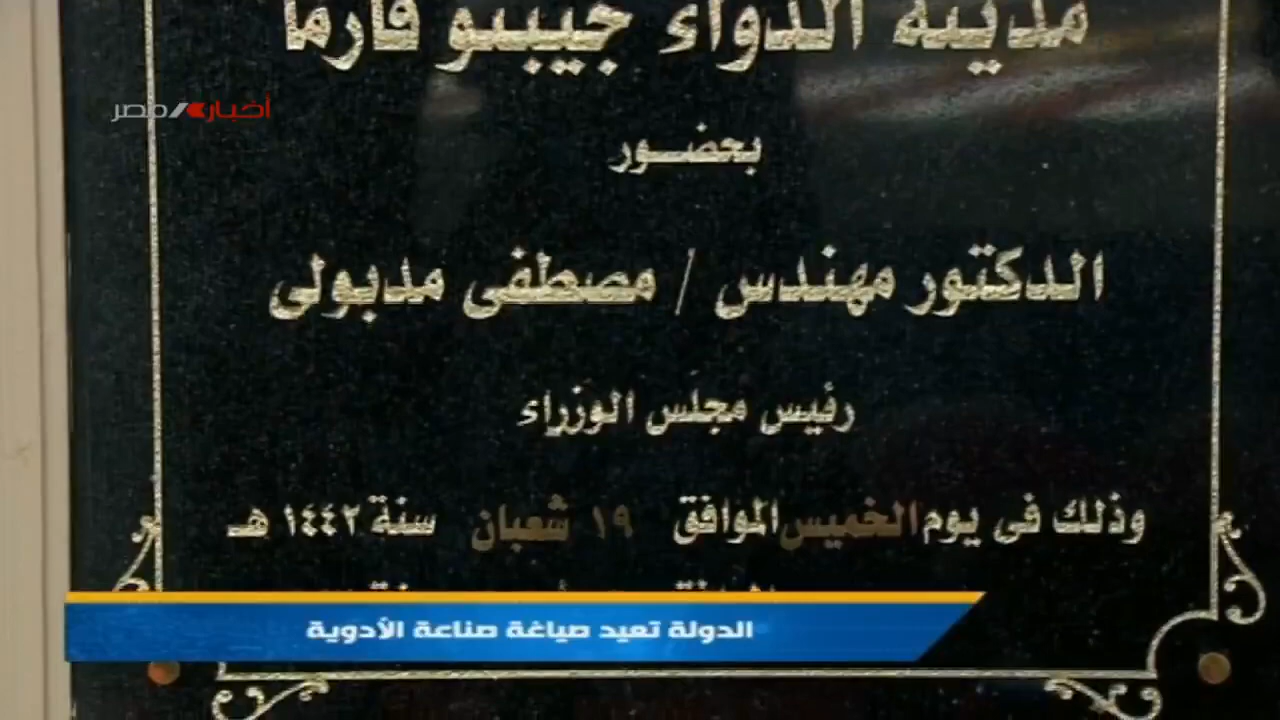 مدينة الدواء جيبتو فارما
أخبار مصر
بحضور
الدكتور مهندس / مصطفى مدبولى
رئيس مجلس الوزراء
وذلك فى يوم الخميس الموافق ١٩ شعبان سنة ١٤٤٢ هـ
الدولة تعيد صياغة صناعة الأدوية